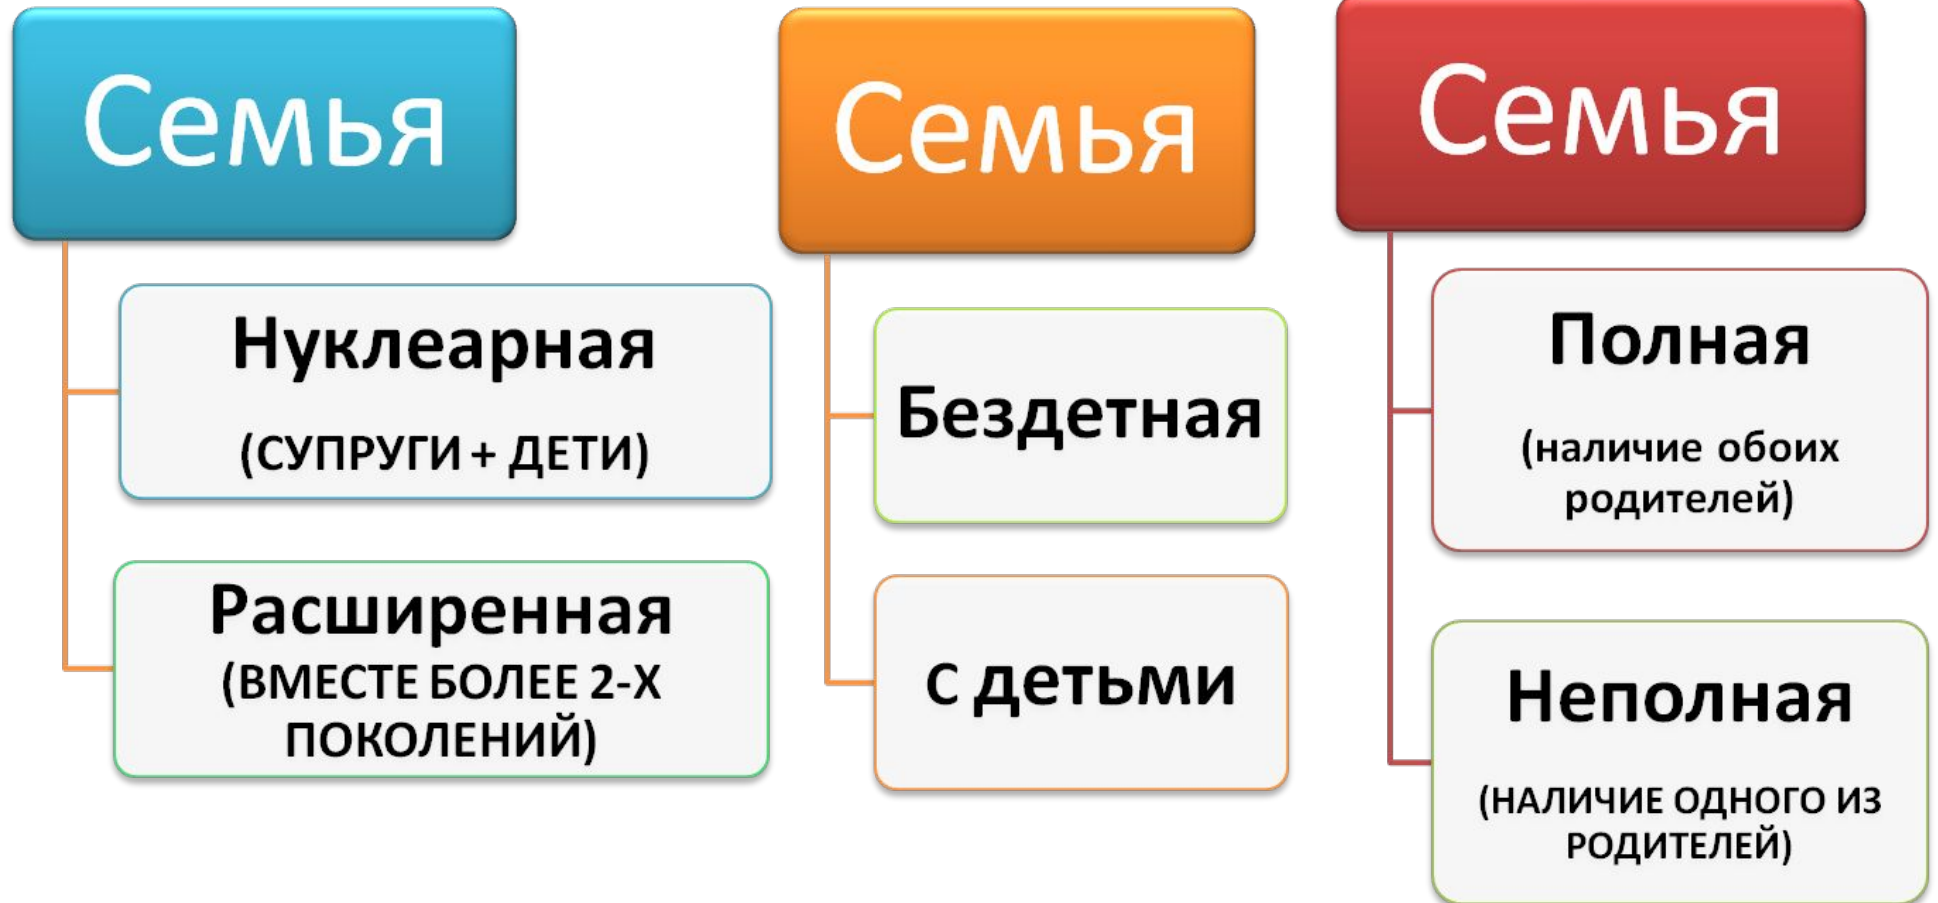 Семья
Нуклеарная
(СУПРУГИ + ДЕТИ)
Расширенная
(ВМЕСТЕ БОЛЕЕ 2-Х
ПОКОЛЕНИЙ)
Семья
Бездетная
С детьми
Семья
Полная
(наличие обоих
родителей)
Неполная
(НАЛИЧИЕ ОДНОГО ИЗ
РОДИТЕЛЕЙ)